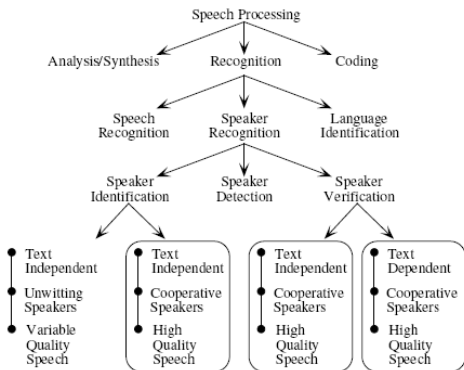 Speech Processing
Analysis/Synthesis Recognition Coding
Speech Recognition
Speaker Recognition
Language Identification
Speaker Identification
Speaker Detection
Speaker Verification
Text Independent
Unwitting Speakers
Variable Quality Speech
Text Independent
Cooperative Speakers
High Quality Speech
Text Independent
Cooperative Speakers
High Quality Speech
Text Dependent
Cooperative Speakers
High Quality Speech